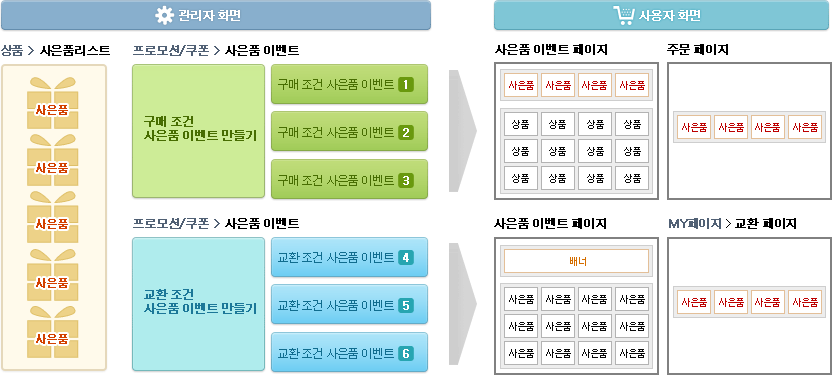 관리자 화면
사용자 화면
상품 > 사은품리스트
사은품
사은품
사은품
사은품
사은품
프로모션/쿠폰 > 사은품 이벤트
구매 조건
사은품 이벤트 만들기
구매 조건 사은품 이벤트 1
구매 조건 사은품 이벤트 2
구매 조건 사은품 이벤트 3
사은품 이벤트 페이지
사은품 사은품 사은품 사은품
상품 상품 상품 상품
상품 상품 상품 상품
상품 상품 상품 상품
주문 페이지
사은품 사은품 사은품 사은품
프로모션/쿠폰 > 사은품 이벤트
교환 조건
사은품 이벤트 만들기
교환 조건 사은품 이벤트 4
교환 조건 사은품 이벤트 5
교환 조건 사은품 이벤트 6
사은품 이벤트 페이지
배너
사은품 사은품 사은품 사은품
사은품 사은품 사은품 사은품
사은품 사은품 사은품 사은품
MY페이지 > 교환 페이지
사은품 사은품 사은품 사은품